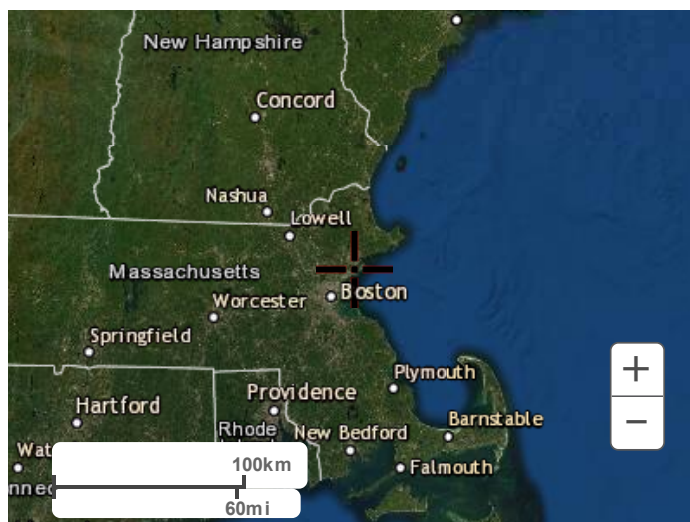 New Hampshire
Concord
Nashua
Lowell
Massachusetts
Boston
Worcester
Springfield
Plymouth
Providence
Hartford
Barnstable
Rhode
New Bedford
Falmouth
100km
60mi
+
−